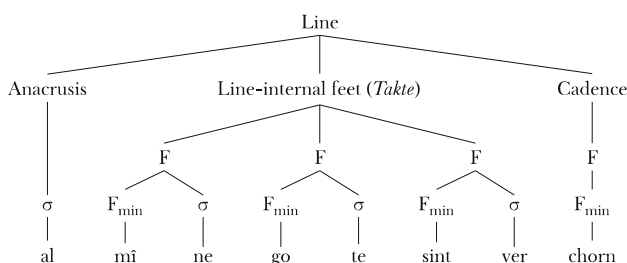 Line
Anacrusis Line-internal feet (Takte) Cadence
F F F F
σ Fmin σ Fmin σ Fmin σ Fmin
al mî ne go te sint ver chorn